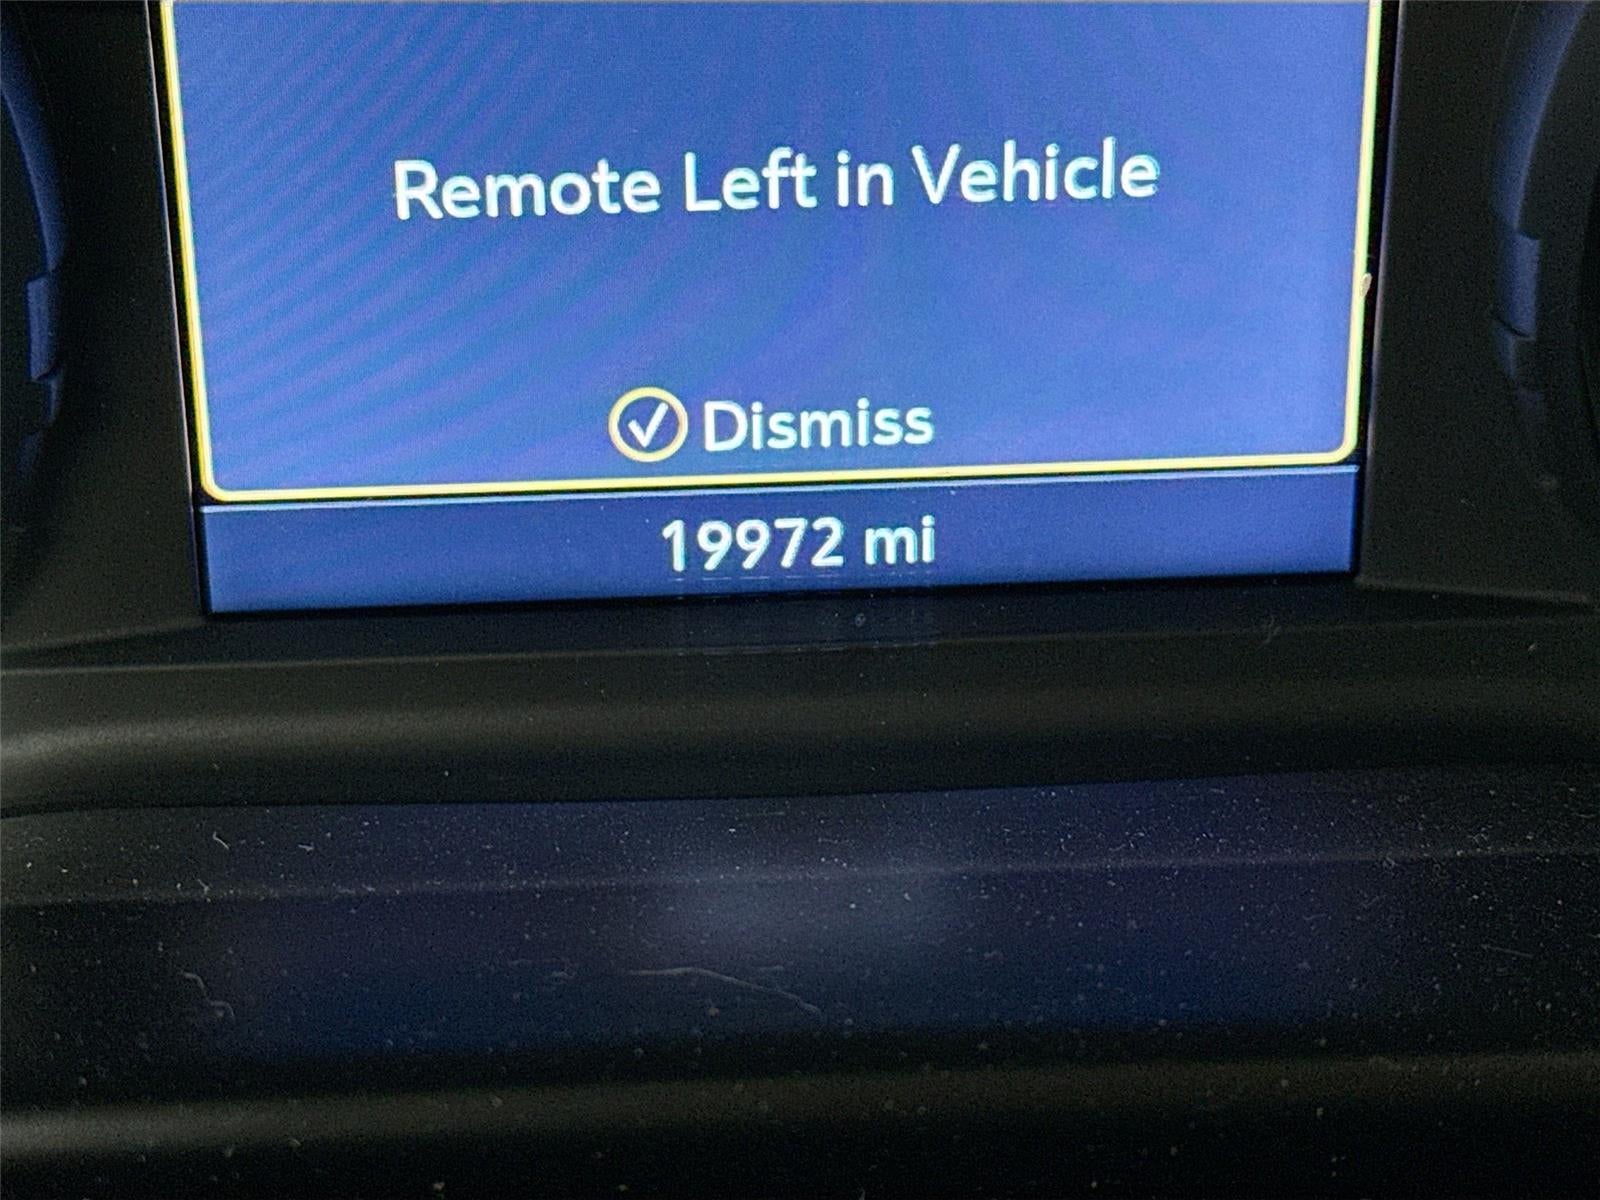 Remote Left in Vehicle
Dismiss
19972 mi